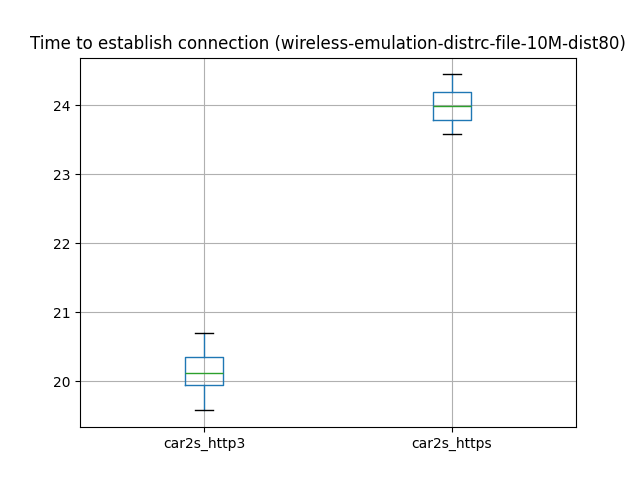 Time to establish connection (wireless-emulation-distrc-file-10M-dist80)
24
23
22
21
20
car2s_http3
car2s_https